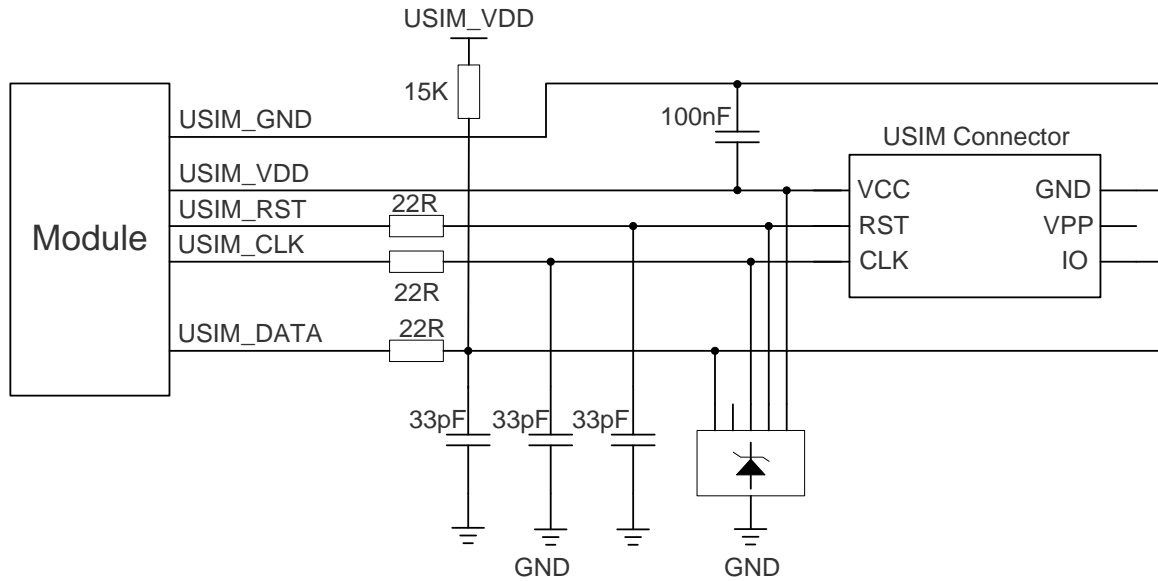 USIM_VDD
15K
100nF
USIM_GND
USIM Connector
USIM_VDD
VCC
GND
USIM_RST
22R
RST
VPP
Module
USIM_CLK
CLK
IO
22R
USIM_DATA
22R
33pF
33pF
33pF
GND
GND